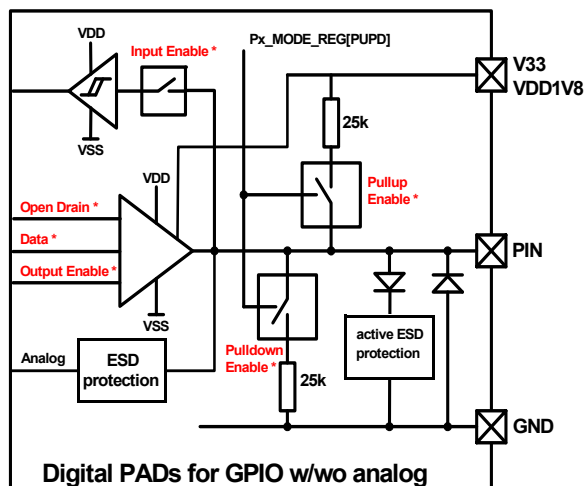 VDD
Input Enable *
Px_MODE_REG[PUPD]
V33
VDD1V8
25k
VSS
Pullup
Enable *
VDD
Open Drain *
Data *
Output Enable *
PIN
VSS
Analog
ESD
protection
Pulldown
Enable *
25k
active ESD
protection
GND
Digital PADs for GPIO w/wo analog